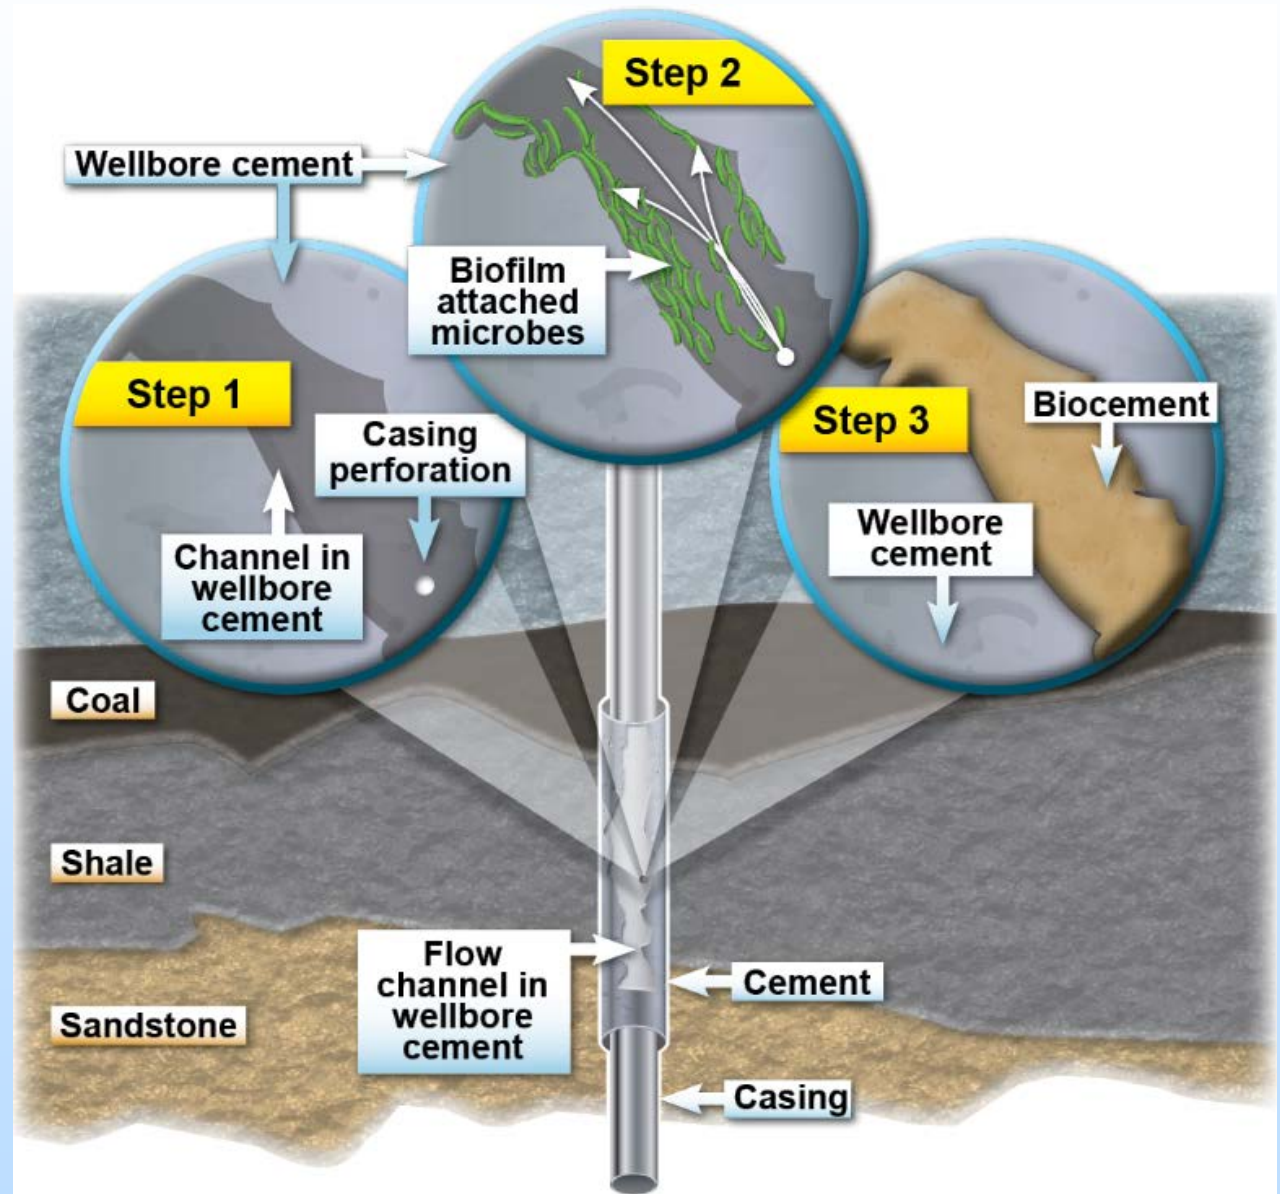 Step 2
Wellbore cement
Biofilm
attached
microbes
Step 1
Casing
perforation
Channel in
wellbore
cement
Step 3
Biocement
Wellbore
cement
Coal
Shale
Sandstone
Flow
channel in
wellbore
cement
Cement
Casing